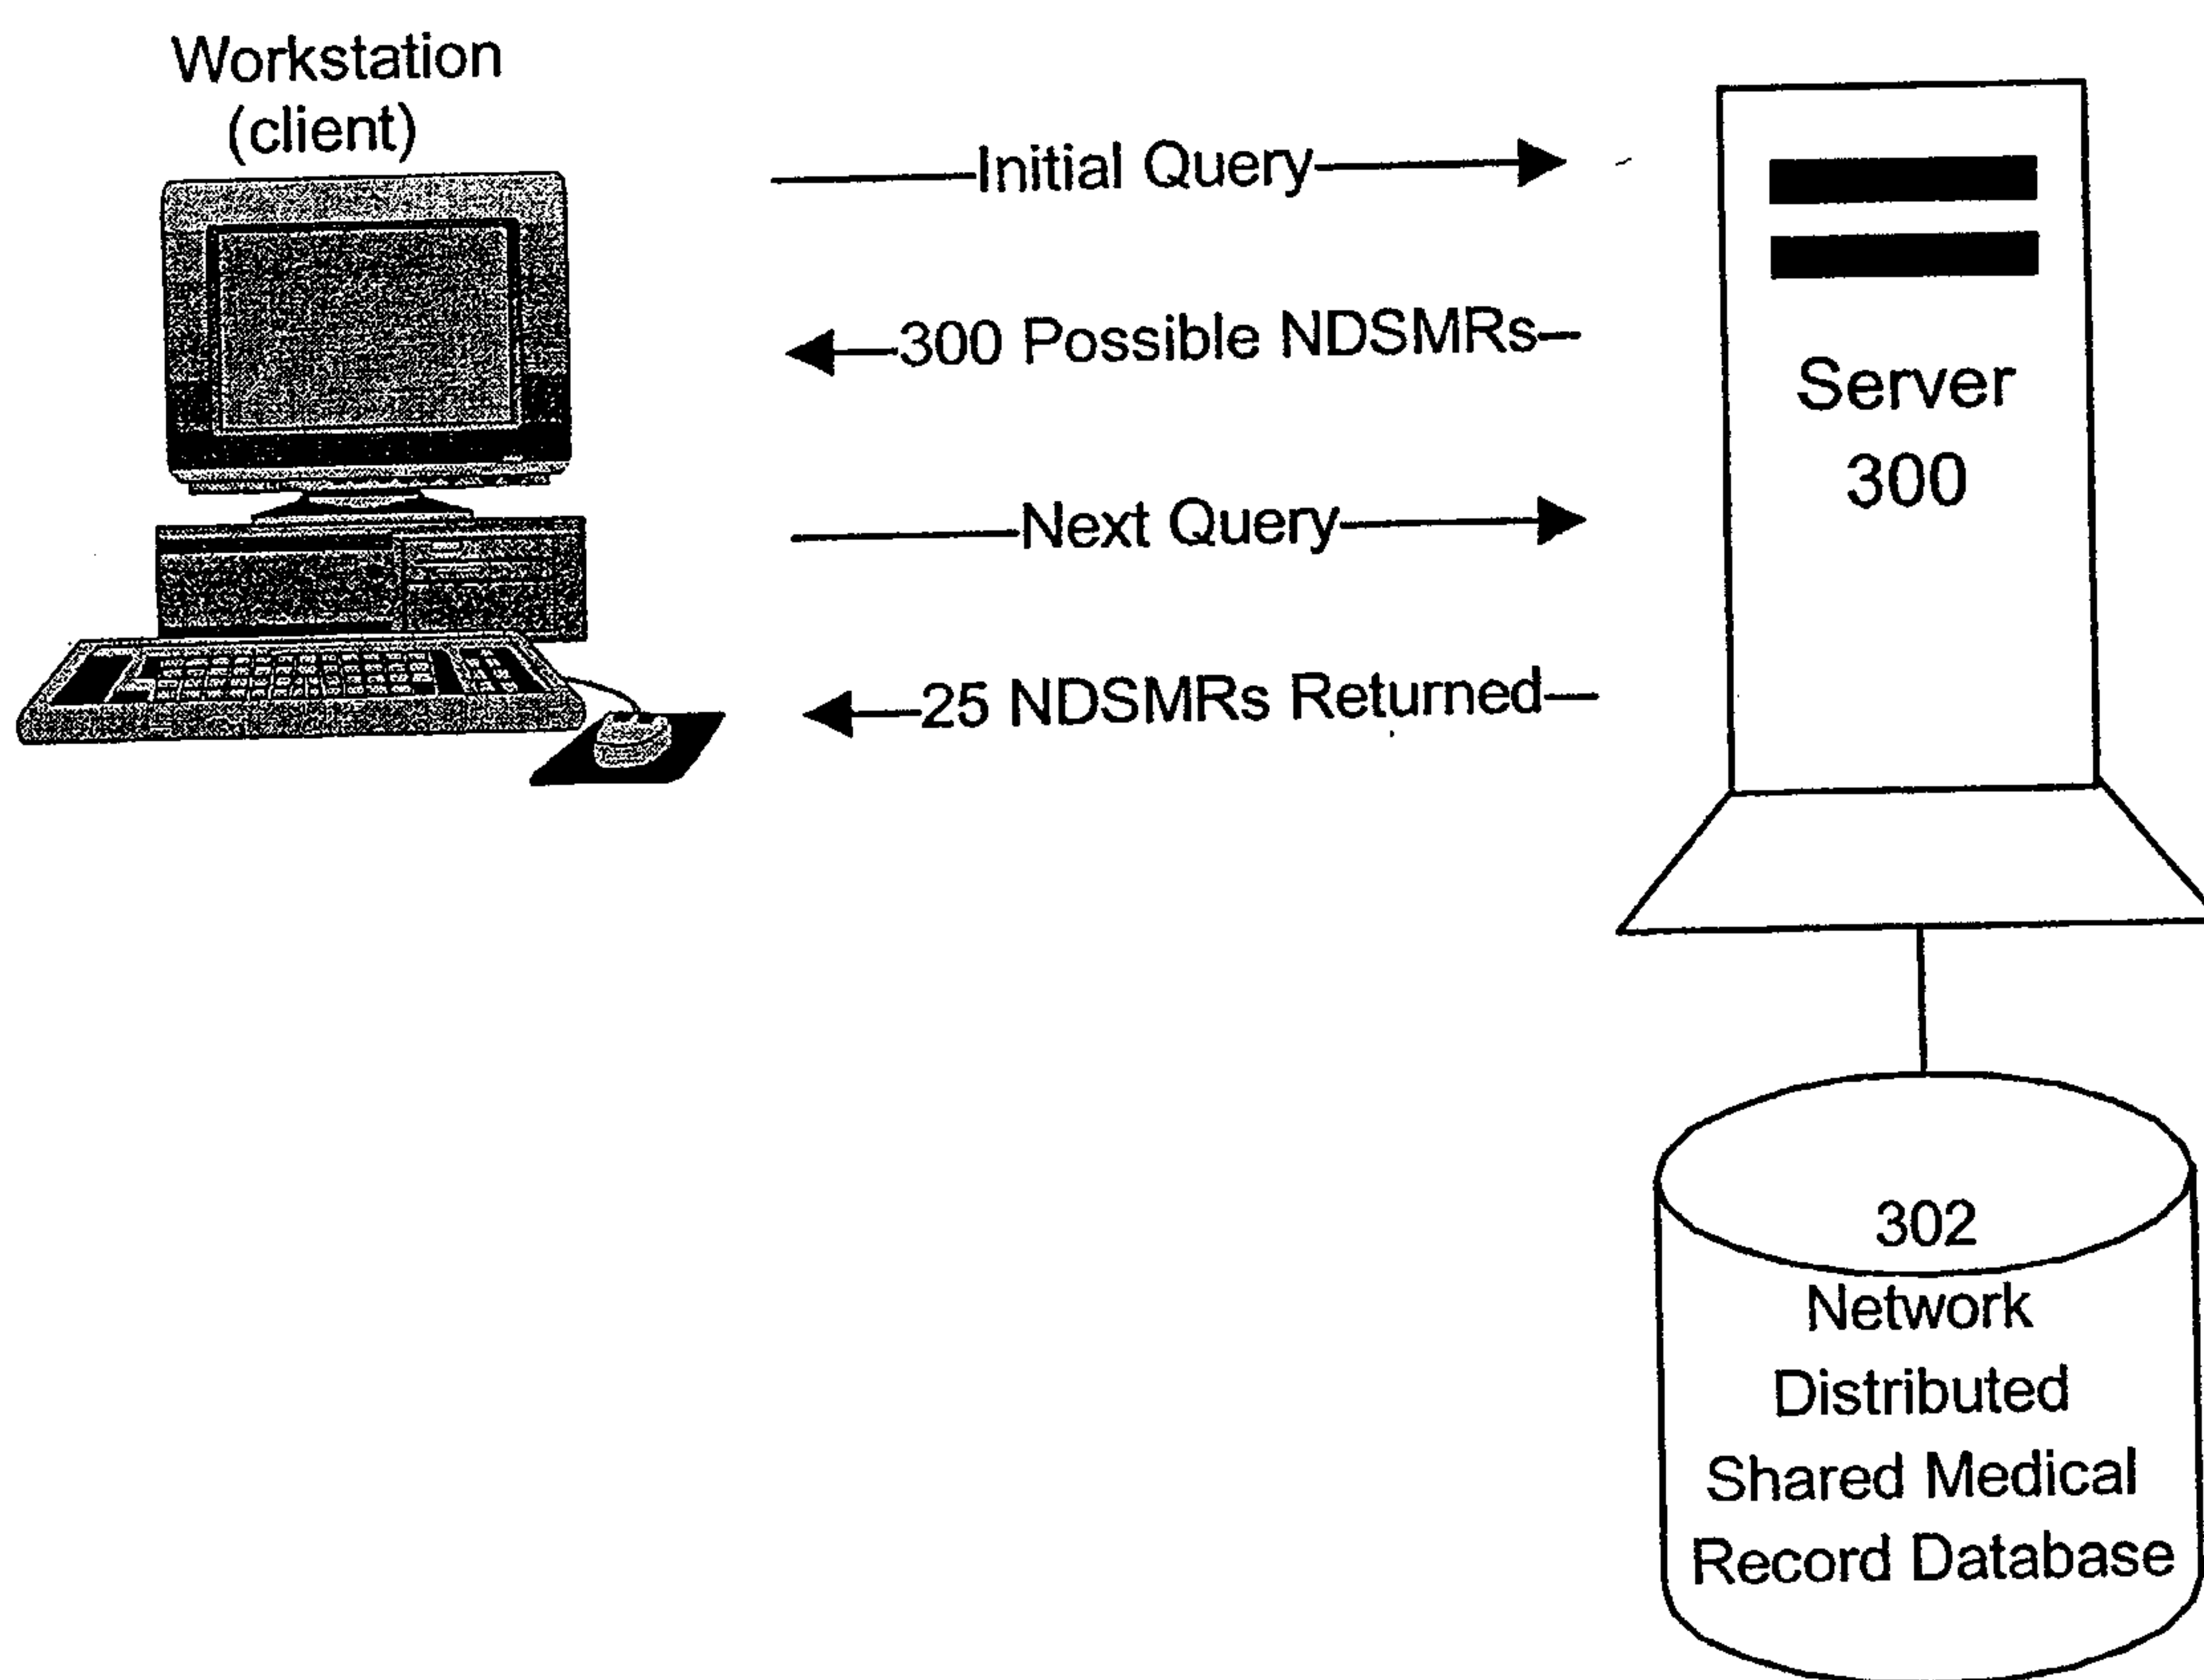 Workstation
(client)
Initial Query
300 Possible NDSMRs
Next Query
25 NDSMRs Returned
Server
300
302
Network
Distributed
Shared Medical
Record Database